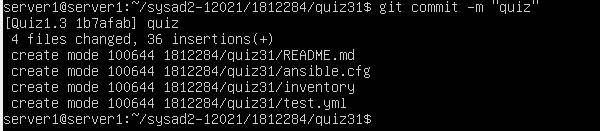 server1@server1:~/sysad2-12021/1812284/quiz31$ git commit -m "quiz"
[Quiz1.3 1b7afab] quiz
 4 files changed, 36 insertions(+)
 create mode 100644 1812284/quiz31/README.md
 create mode 100644 1812284/quiz31/ansible.cfg
 create mode 100644 1812284/quiz31/inventory
 create mode 100644 1812284/quiz31/test.yml
server1@server1:~/sysad2-12021/1812284/quiz31$